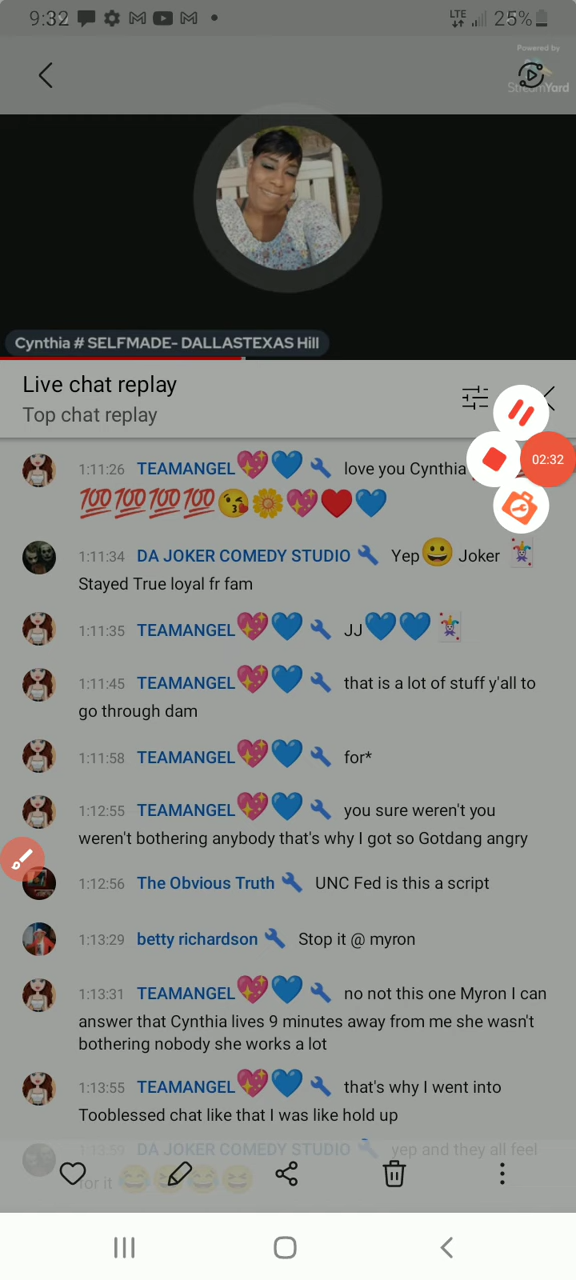 9:32 LTE 25%
Powered by
StreamYard
Cynthia # SELFMADE- DALLASTEXAS Hill
Live chat replay
Top chat replay
02:32
1:11:26 TEAMANGEL💖💙🔧 love you Cynthia
💯💯💯💯😘🌼💖♥️💙
1:11:34 DA JOKER COMEDY STUDIO 🔧 Yep😀 Joker 🃏
Stayed True loyal fr fam
1:11:35 TEAMANGEL💖💙🔧 JJ💙💙🃏
1:11:45 TEAMANGEL💖💙🔧 that is a lot of stuff y'all to
go through dam
1:11:58 TEAMANGEL💖💙🔧 for*
1:12:55 TEAMANGEL💖💙🔧 you sure weren't you
weren't bothering anybody that's why I got so Gotdang angry
1:12:56 The Obvious Truth 🔧 UNC Fed is this a script
1:13:29 betty richardson 🔧 Stop it @ myron
1:13:31 TEAMANGEL💖💙🔧 no not this one Myron I can
answer that Cynthia lives 9 minutes away from me she wasn't
bothering nobody she works a lot
1:13:55 TEAMANGEL💖💙🔧 that's why I went into
Tooblessed chat like that I was like hold up
DA JOKER COMEDY STUDIO 🔧 yep and they all feel
for it 😂😆😂😆